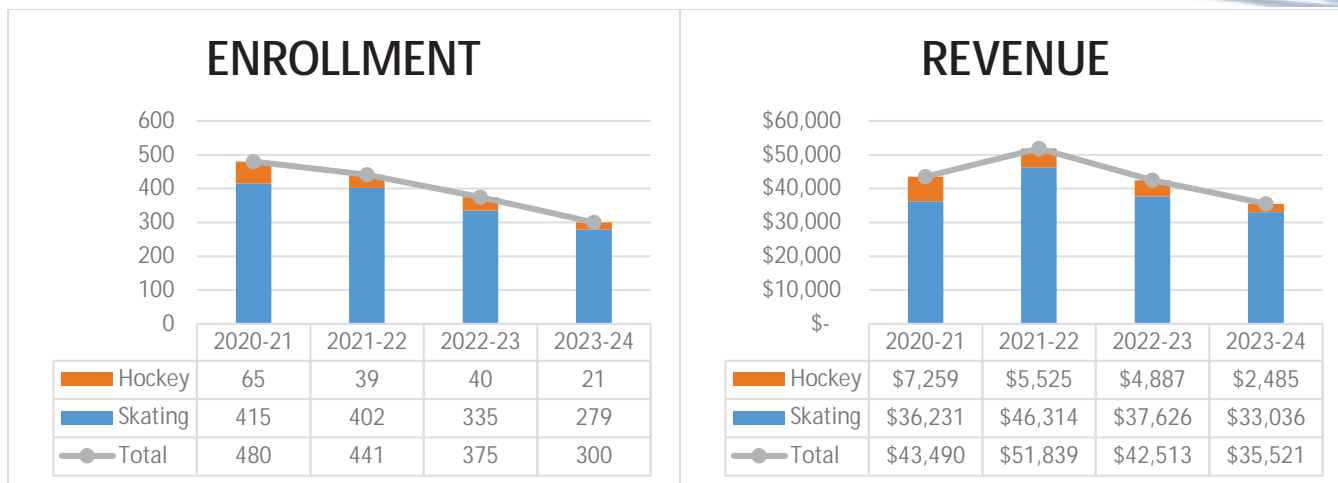 ENROLLMENT
600
500
400
300
200
100
0
2020-21 2021-22 2022-23 2023-24
Hockey 65 39 40 21
Skating 415 402 335 279
Total 480 441 375 300
REVENUE
$60,000
$50,000
$40,000
$30,000
$20,000
$10,000
$-
2020-21 2021-22 2022-23 2023-24
Hockey $7,259 $5,525 $4,887 $2,485
Skating $36,231 $46,314 $37,626 $33,036
Total $43,490 $51,839 $42,513 $35,521